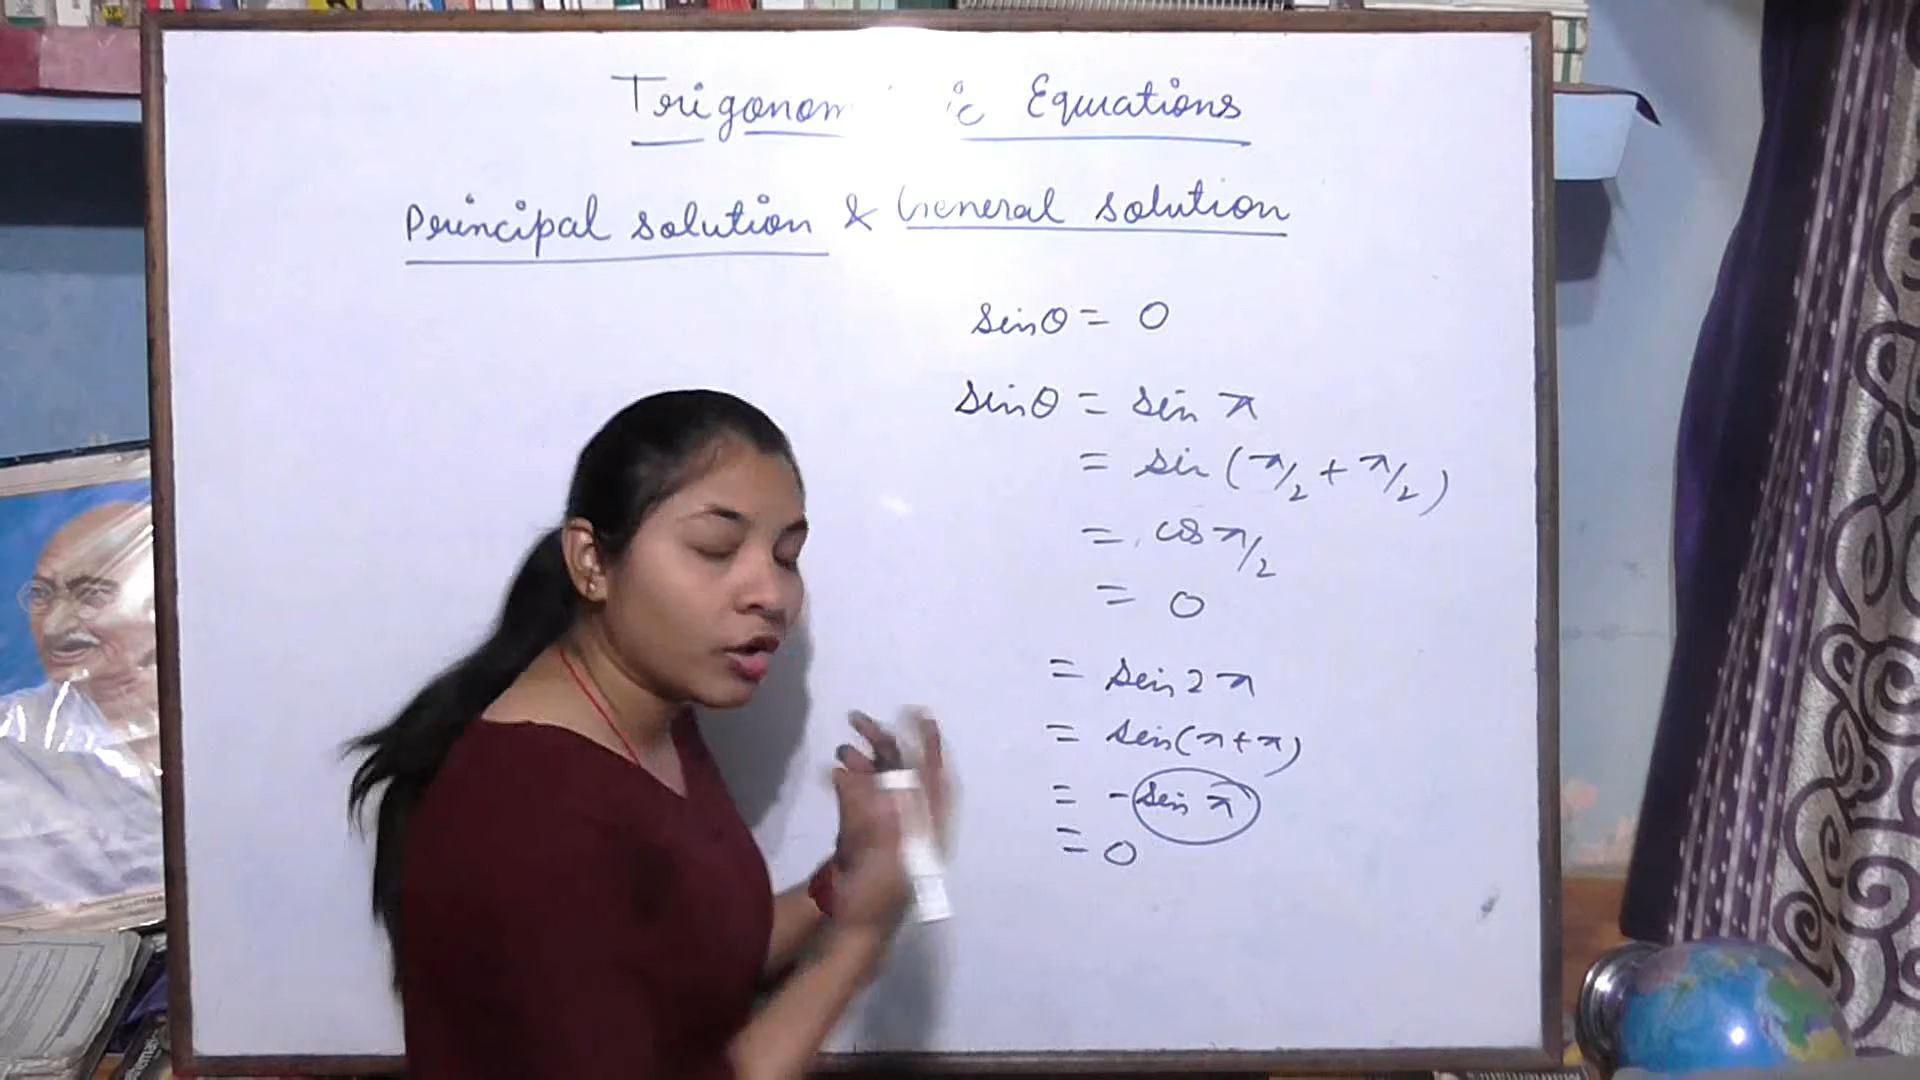 Trigonom ic Equations
Principal solution & General solution
sinθ = 0
sinθ = sin π
= sin (π/2 + π/2)
= cos π/2
= 0
= sin 2π
= sin(π+π)
= - sin π
= 0